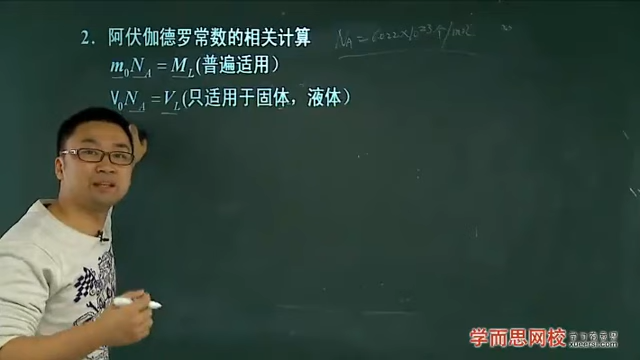 2. 阿伏伽德罗常数的相关计算
N_A = 6.022×10^23 个/mol
m_0N_A = M_L(普遍适用)
V_0N_A = V_L(只适用于固体，液体)
学而思网校
xueersi.com